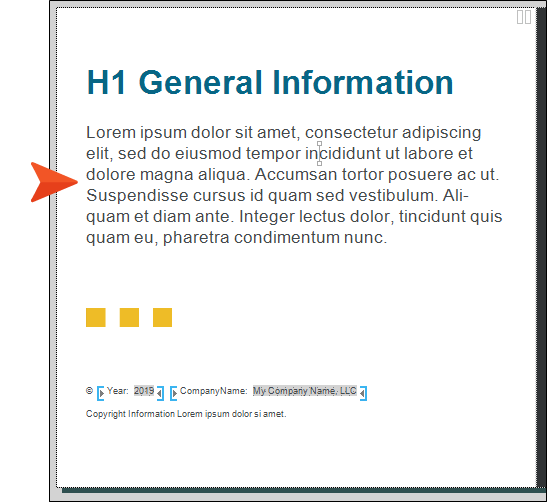 H1 General Information
Lorem ipsum dolor sit amet, consectetur adipiscing
elit, sed do eiusmod tempor incididunt ut labore et
dolore magna aliqua. Accumsan tortor posuere ac ut.
Suspendisse cursus id quam sed vestibulum. Ali-
quam et diam ante. Integer lectus dolor, tincidunt quis
quam eu, pharetra condimentum nunc.
© Year: 2019 CompanyName: My Company Name, LLC
Copyright Information Lorem ipsum dolor si amet.